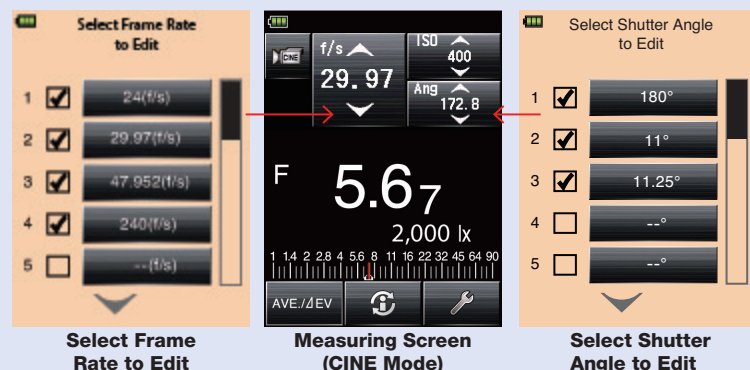 Select Frame Rate
to Edit
1 24(f/s)
2 29.97(f/s)
3 47.952(f/s)
4 240(f/s)
5 --(f/s)
Select Frame
Rate to Edit
CINE
f/s
29.97
ISO
400
Ang
172.8
F 5.67
2,000 lx
1 1.4 2 2.8 4 5.6 8 11 16 22 32 45 64 90
AVE./⊿EV
Measuring Screen
(CINE Mode)
Select Shutter Angle
to Edit
1 180°
2 11°
3 11.25°
4 --°
5 --°
Select Shutter
Angle to Edit